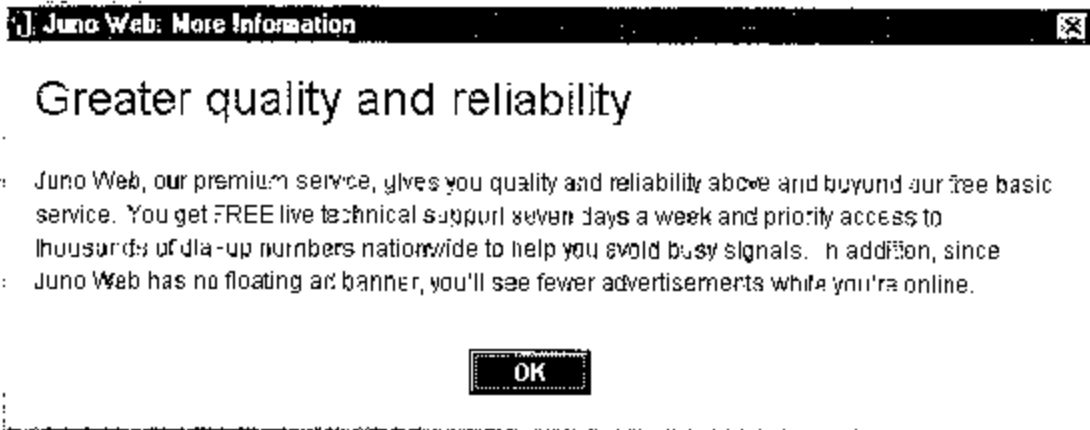 Juno Web: More Information
Greater quality and reliability
Juno Web, our premium service, gives you quality and reliability above and beyond our free basic
service. You get FREE live technical support seven days a week and priority access to
thousands of dial-up numbers nationwide to help you avoid busy signals. In addition, since
Juno Web has no floating ad banner, you'll see fewer advertisements while you're online.
OK